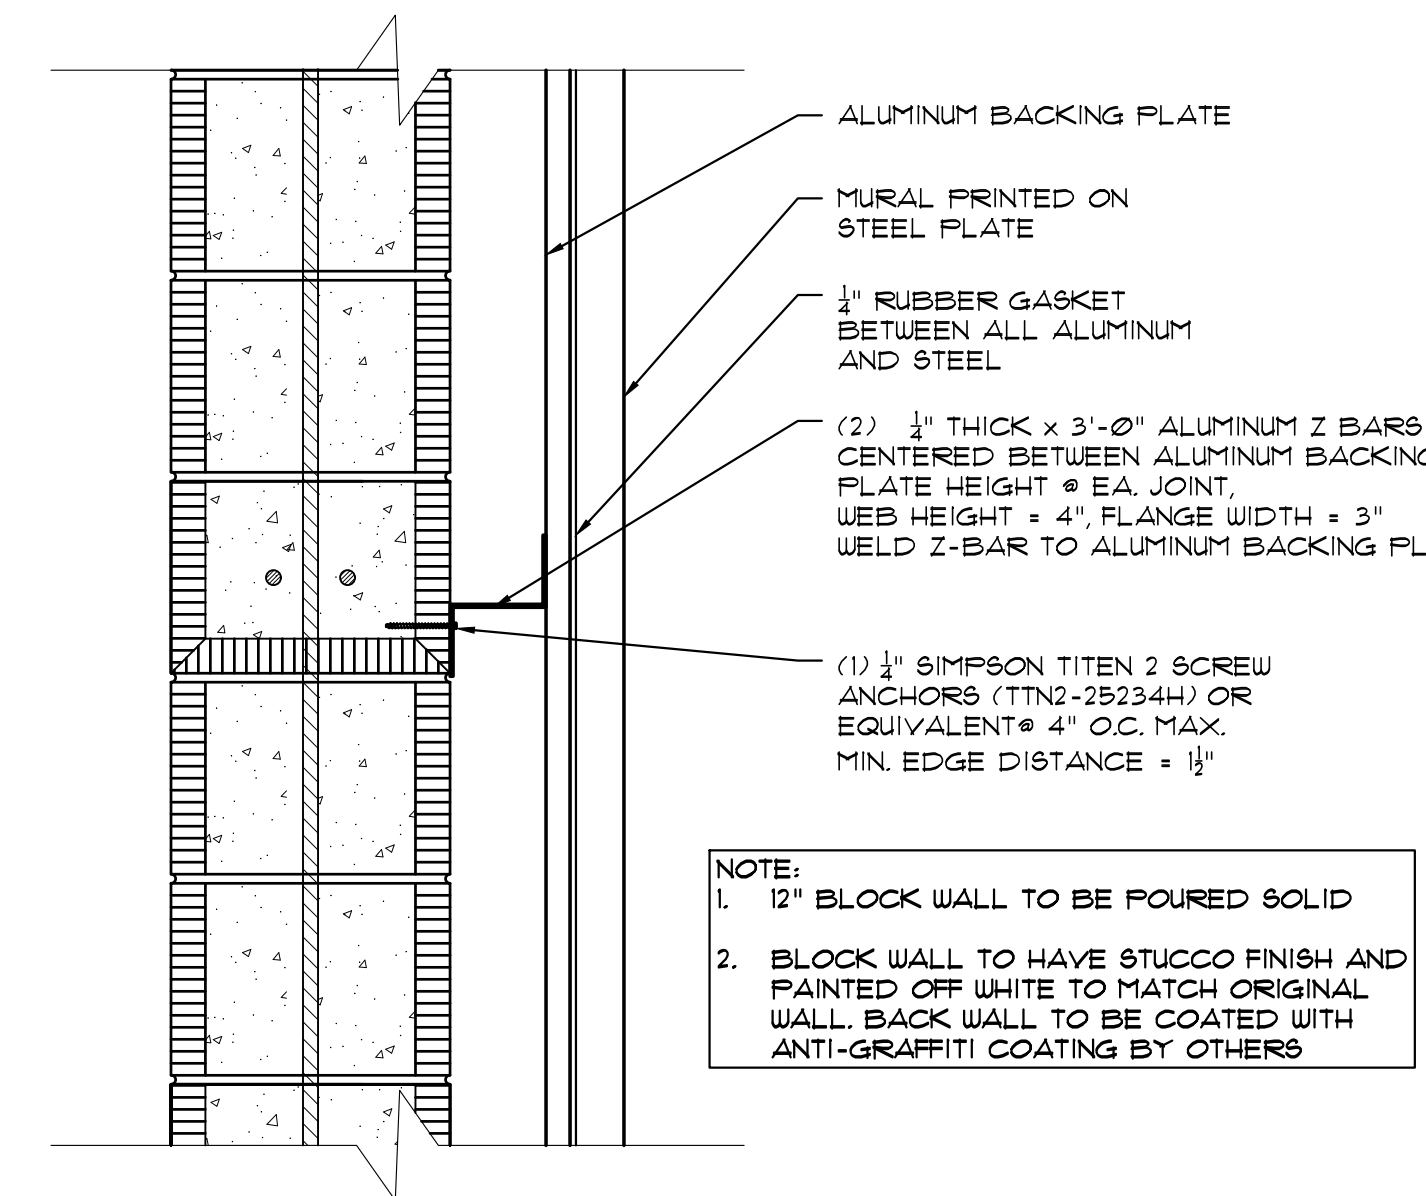 ALUMINUM BACKING PLATE
MURAL PRINTED ON
STEEL PLATE
1/4" RUBBER GASKET
BETWEEN ALL ALUMINUM
AND STEEL
(2) 1/4" THICK x 3'-0" ALUMINUM Z BARS
CENTERED BETWEEN ALUMINUM
PLATE HEIGHT @ EA. JOINT,
WEB HEIGHT = 4", FLANGE WIDTH = 3"
WELD Z-BAR TO ALUMINUM BACKING
(1) 1/4" SIMPSON TITEN 2 SCREW
ANCHORS (TTN2-25234H) OR
EQUIVALENT@ 4" O.C. MAX.
MIN. EDGE DISTANCE = 1 1/2"
NOTE:
1. 12" BLOCK WALL TO BE POURED SOLID
2. BLOCK WALL TO HAVE STUCCO FINISH AND
PAINTED OFF WHITE TO MATCH ORIGINAL
WALL. BACK WALL TO BE COATED WITH
ANTI-GRAFFITI COATING BY OTHERS